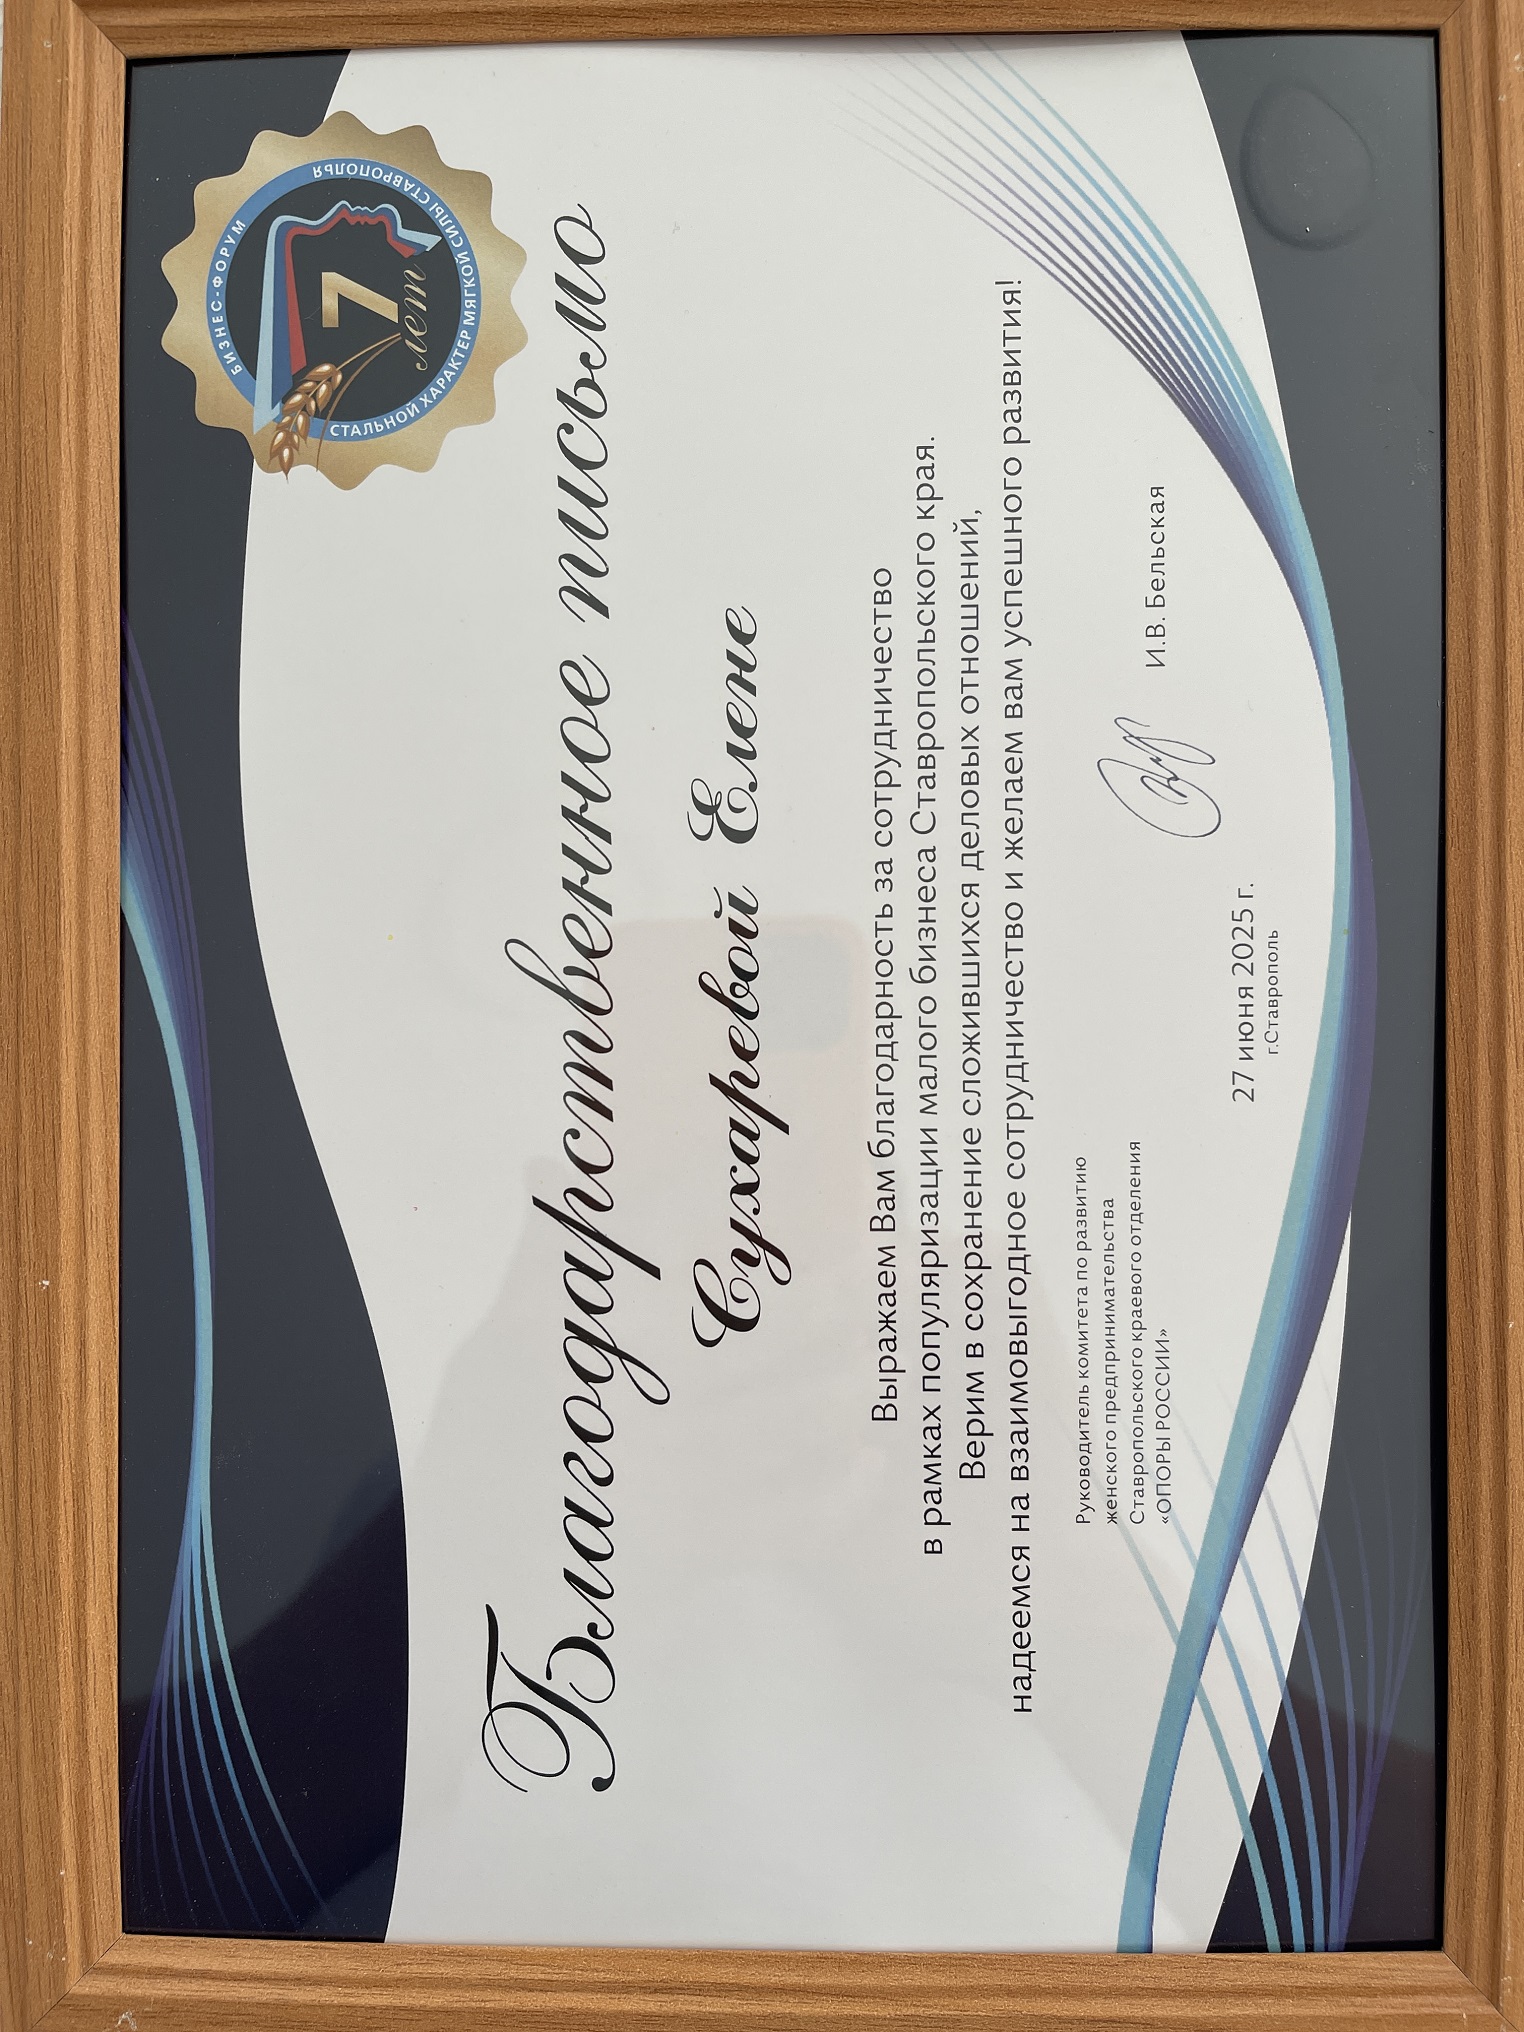 БИЗНЕС-ФОРУМ
СТАЛЬНОЙ ХАРАКТЕР МЯГКОЙ СИЛЫ СТАВРОПОЛЬЯ
7
лет
Благодарственное письмо
Сухаревой Елене
Выражаем Вам благодарность за сотрудничество
в рамках популяризации малого бизнеса Ставропольского края.
Верим в сохранение сложившихся деловых отношений,
надеемся на взаимовыгодное сотрудничество и желаем вам успешного развития!
Руководитель комитета по развитию
женского предпринимательства
Ставропольского краевого отделения
«ОПОРЫ РОССИИ»
И.В. Бельская
27 июня 2025 г.
г.Ставрополь